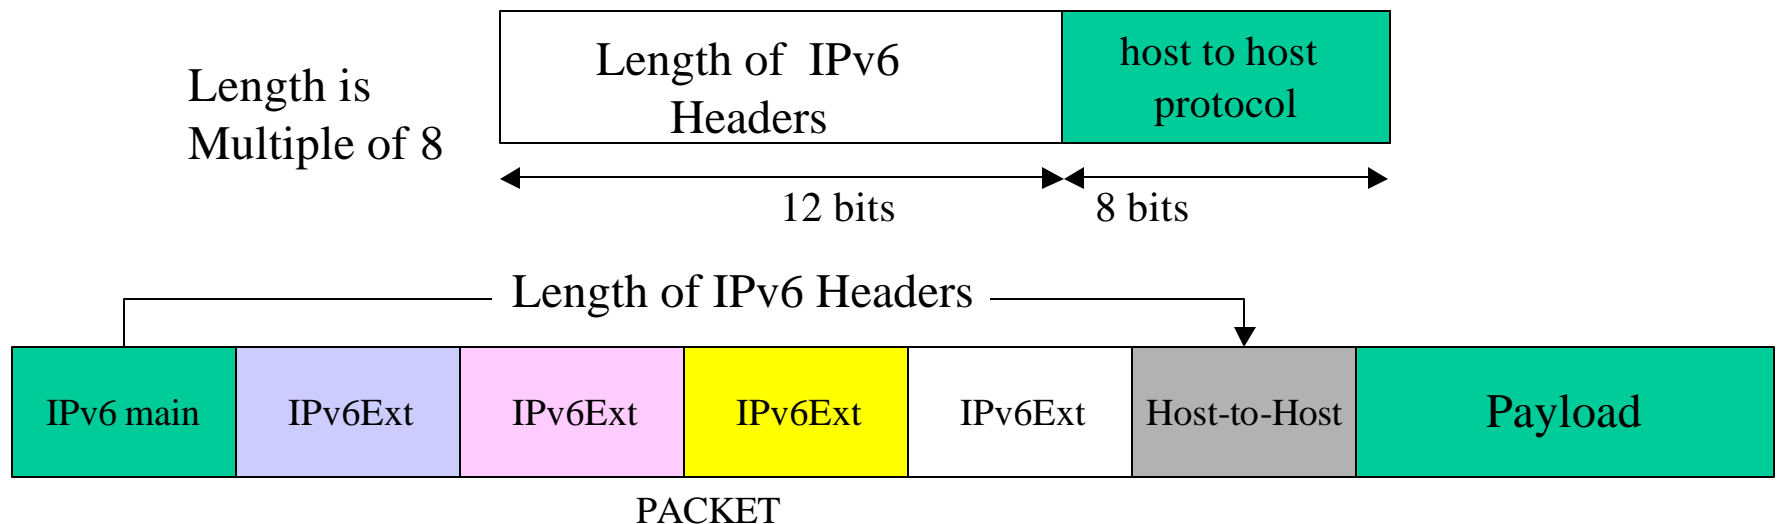 Length is
Multiple of 8
Length of IPv6
Headers
host to host
protocol
12 bits
8 bits
Length of IPv6 Headers
IPv6 main
IPv6Ext
IPv6Ext
IPv6Ext
IPv6Ext
Host-to-Host
Payload
PACKET